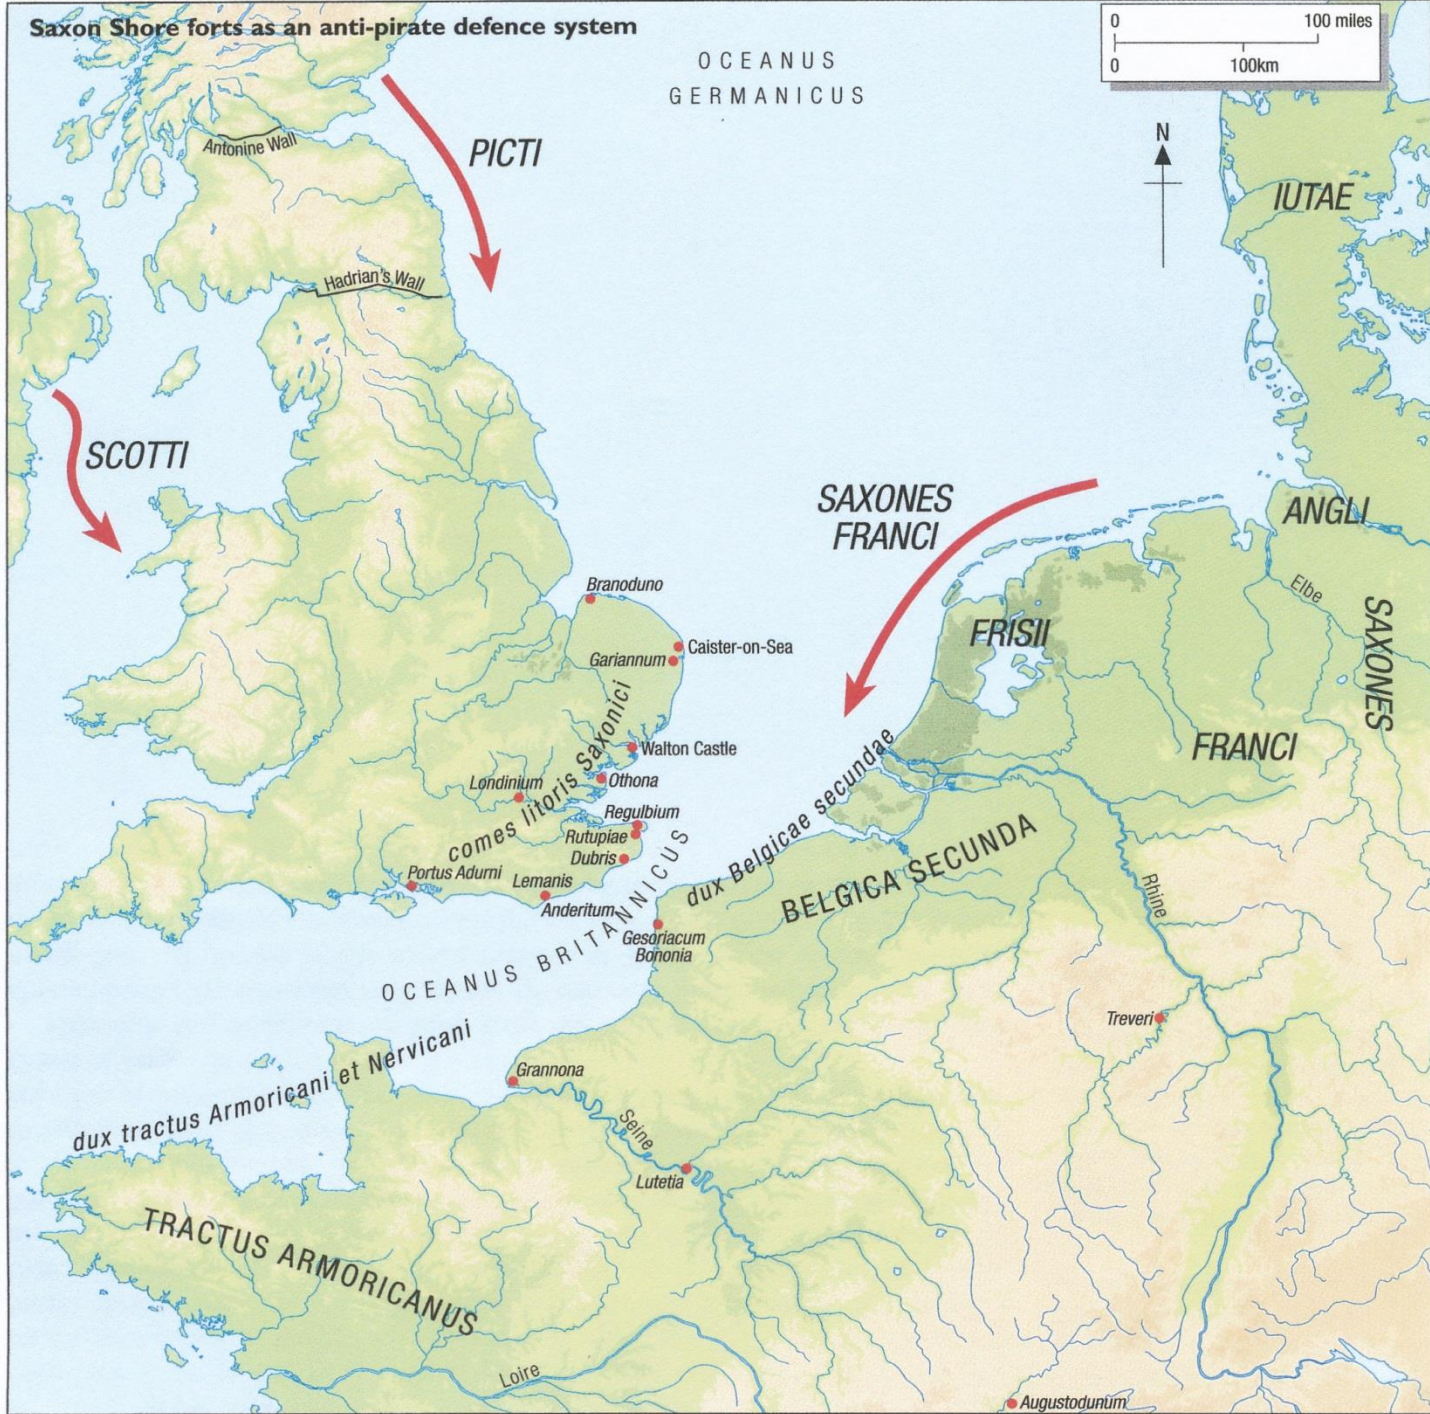 Saxon Shore forts as an anti-pirate defence system
0 100 miles
0 100km
OCEANUS
GERMANICUS
N
PICTI
Antonine Wall
IUTAE
Hadrian's Wall
SCOTTI
SAXONES
FRANCI
ANGLI
Elbe
SAXONES
Branoduno
FRISII
Caister-on-Sea
Gariannum
comes litoris Saxonici
Walton Castle
FRANCI
Othona
Londinium
Regulbium
Rutupiae
Dubris
dux Belgicae secundae
BELGICA SECUNDA
Portus Adurni
Lemanis
Anderitum
Rhine
Gesoriacum
Bononia
OCEANUS BRITANNICUS
Treveri
dux tractus Armoricani et Nervicani
Grannona
Seine
Lutetia
TRACTUS ARMORICANUS
Loire
Augustodunum